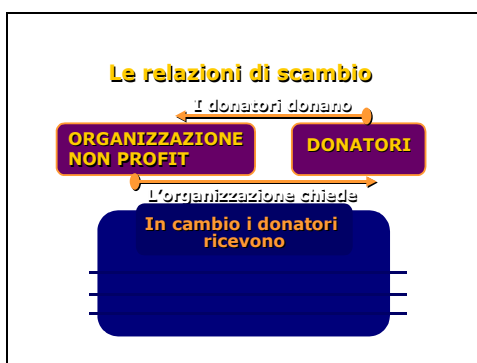 Le relazioni di scambio
I donatori donano
ORGANIZZAZIONE
NON PROFIT
DONATORI
L'organizzazione chiede
In cambio i donatori
ricevono